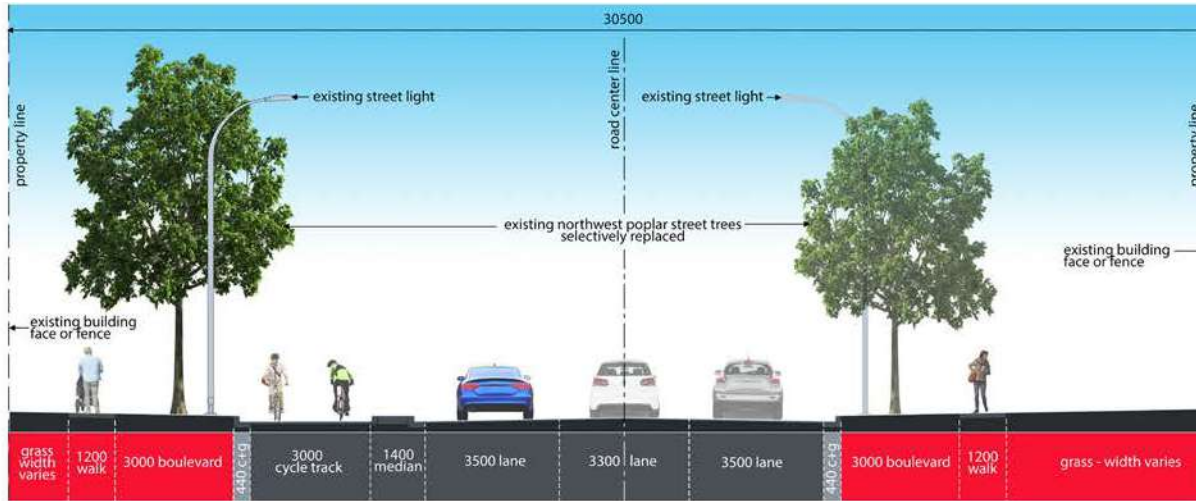 30500
property line
existing street light
road center line
existing street light
property line
existing northwest poplar street trees
selectively replaced
existing building
face or fence
existing building
face or fence
grass
width
varies
1200
walk
3000 boulevard
440 c+g
3000
cycle track
1400
median
3500 lane
3300 lane
3500 lane
440 c+g
3000 boulevard
1200
walk
grass - width varies